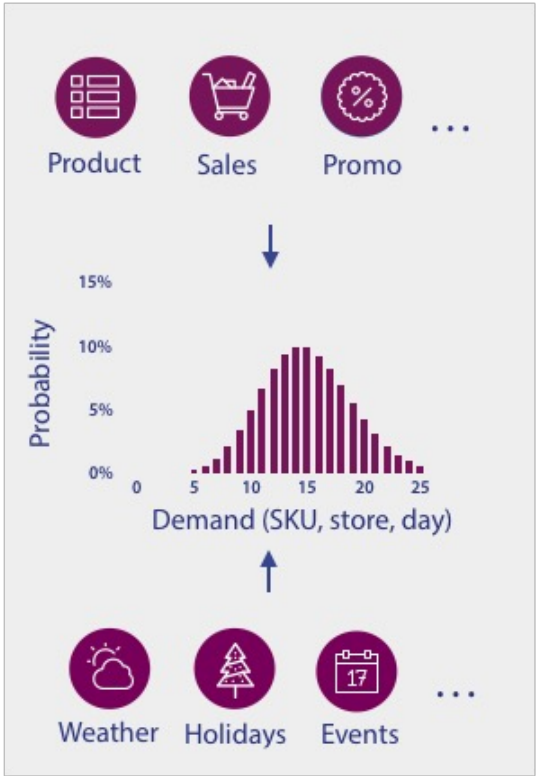 %
Product Sales Promo ...
15%
10%
5%
0%
Probability
0 5 10 15 20 25
Demand (SKU, store, day)
17
Weather Holidays Events ...